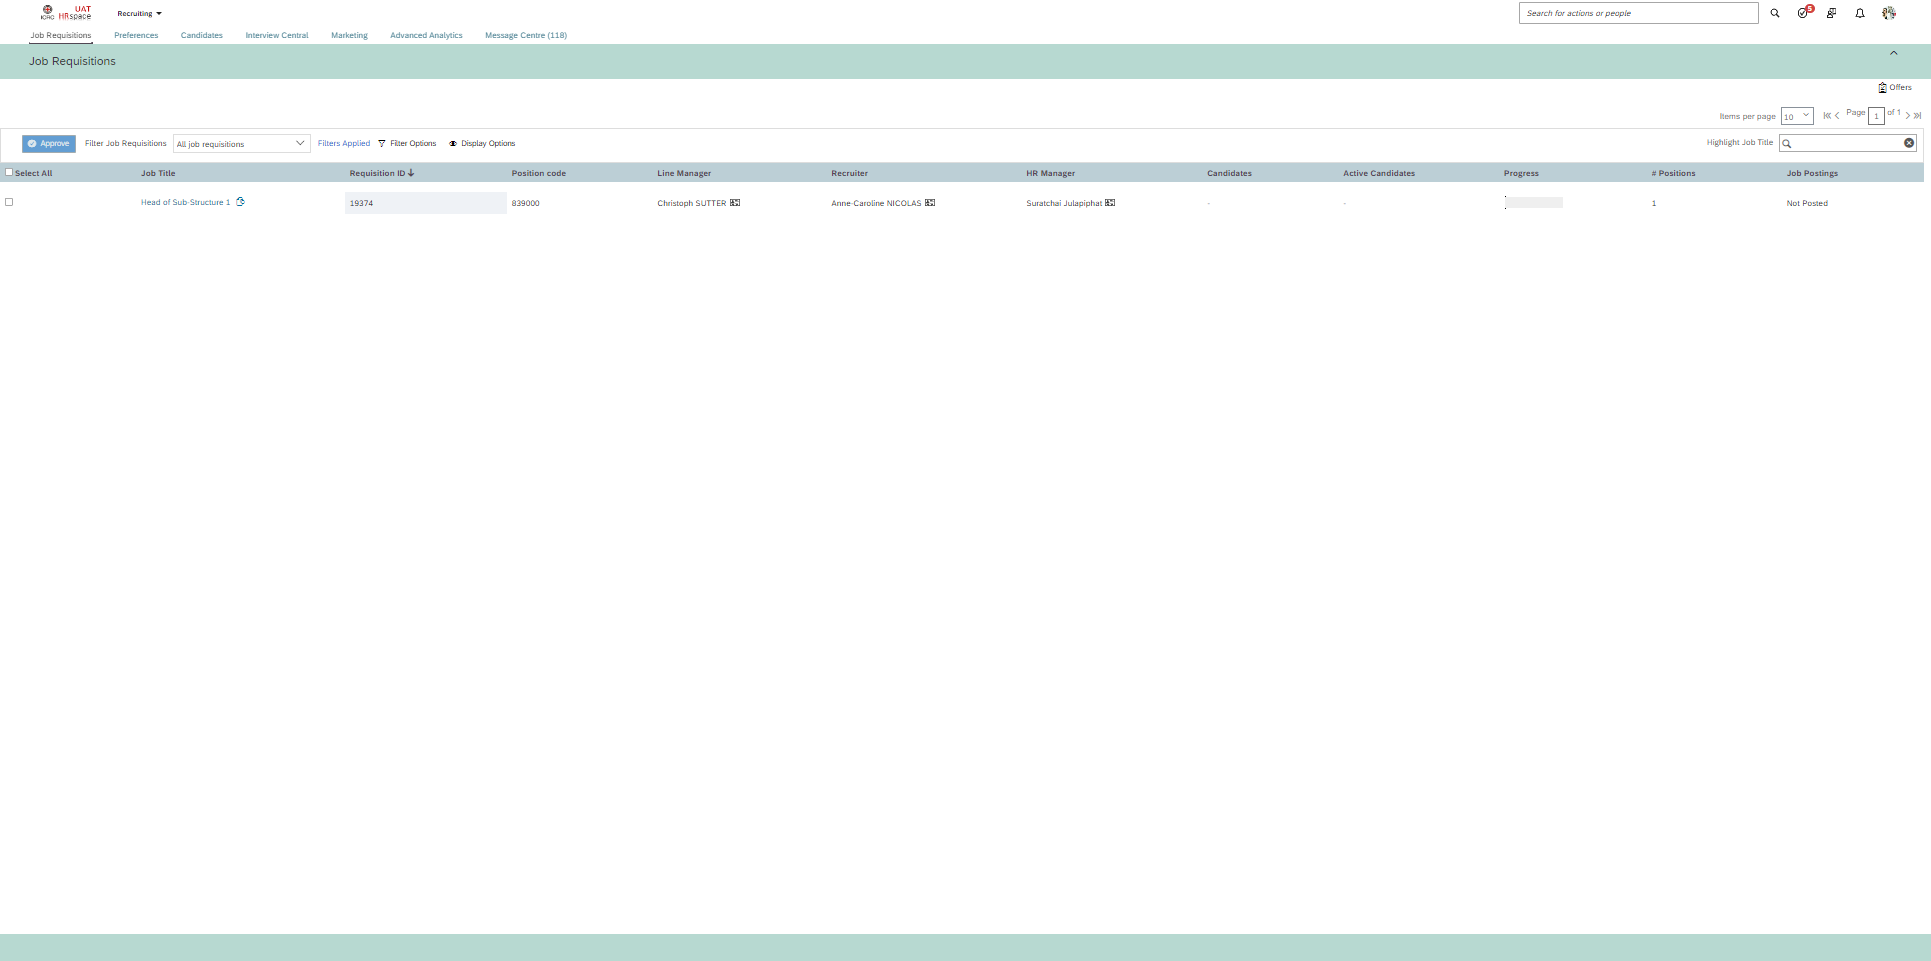 UAT
ICRC HRspace
Recruiting
Search for actions or people
5
Job Requisitions Preferences Candidates Interview Central Marketing Advanced Analytics Message Centre (118)
Job Requisitions
Offers
Items per page 10 Page 1 of 1
Approve Filter Job Requisitions All job requisitions Filters Applied Filter Options Display Options Highlight Job Title
Select All Job Title Requisition ID Position code Line Manager Recruiter HR Manager Candidates Active Candidates Progress # Positions Job Postings
Head of Sub-Structure 1 19374 839000 Christoph SUTTER Anne-Caroline NICOLAS Suratchai Julapiphat - - 1 Not Posted